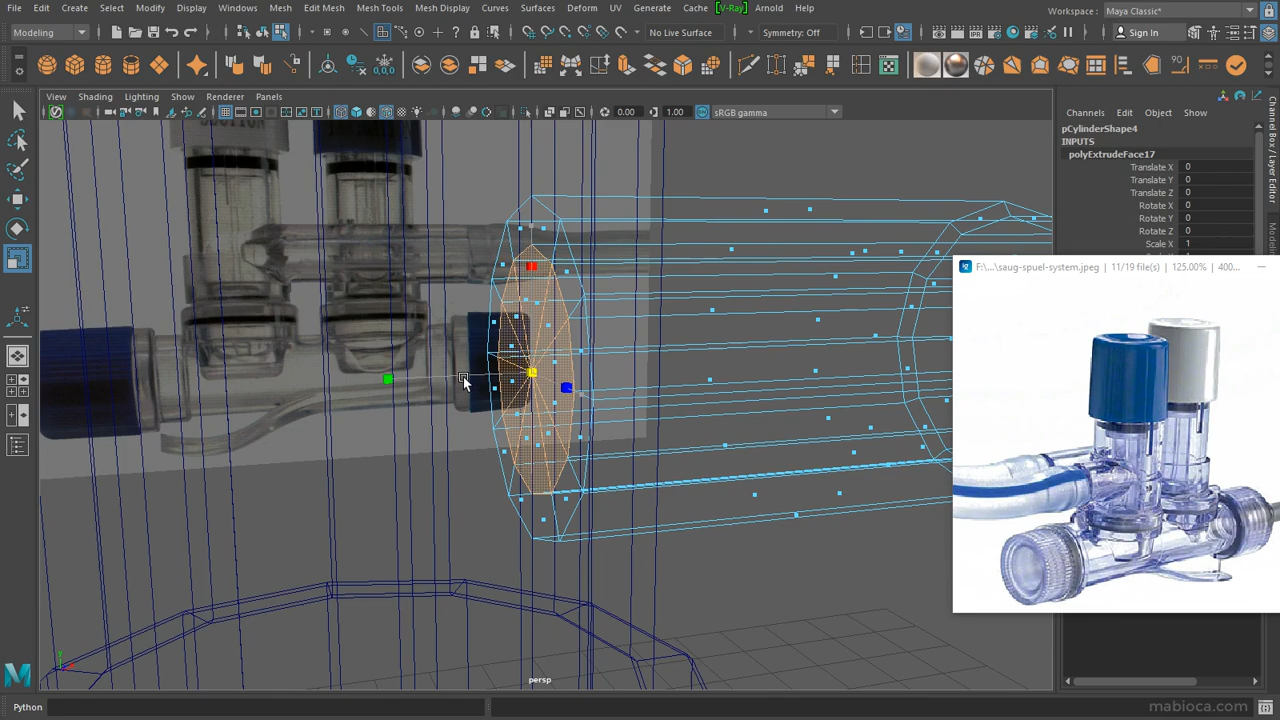 File Edit Create Select Modify Display Windows Mesh Edit Mesh Mesh Tools Mesh Display Curves Surfaces Deform UV Generate Cache [V-Ray] Arnold Help
Workspace : Maya Classic*
Modeling
No Live Surface
Symmetry: Off
Sign In
View Shading Lighting Show Renderer Panels
0.00 1.00 sRGB gamma
Channels Edit Object Show
pCylinderShape4
INPUTS
polyExtrudeFace17
Translate X 0
Translate Y 0
Translate Z 0
Rotate X 0
Rotate Y 0
Rotate Z 0
Scale X 1
Channel Box / Layer Editor
F:\...\saug-spuel-system.jpeg | 11/19 file(s) | 125.00% | 400...
persp
Python
mabioca.com